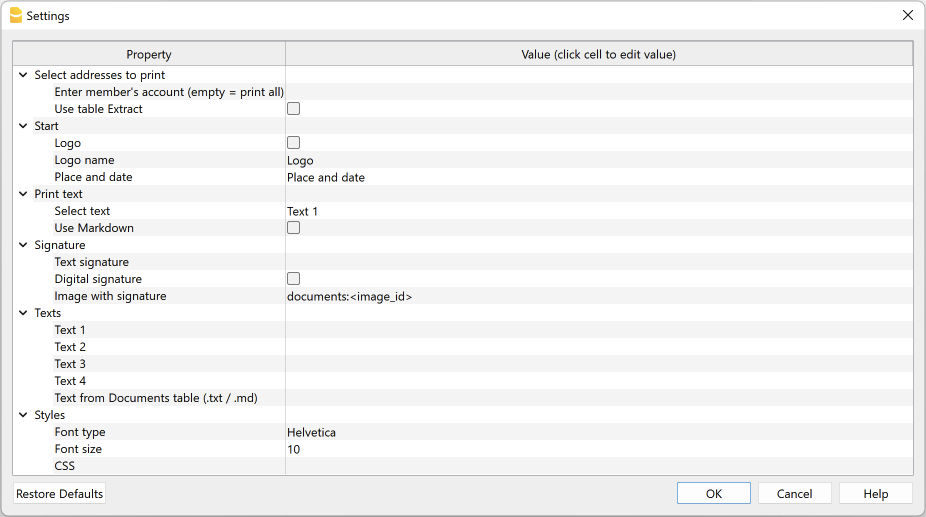 Settings
Property Value (click cell to edit value)
Select addresses to print
Enter member's account (empty = print all)
Use table Extract
Start
Logo
Logo name Logo
Place and date Place and date
Print text
Select text Text 1
Use Markdown
Signature
Text signature
Digital signature
Image with signature documents:<image_id>
Texts
Text 1
Text 2
Text 3
Text 4
Text from Documents table (.txt / .md)
Styles
Font type Helvetica
Font size 10
CSS
Restore Defaults OK Cancel Help